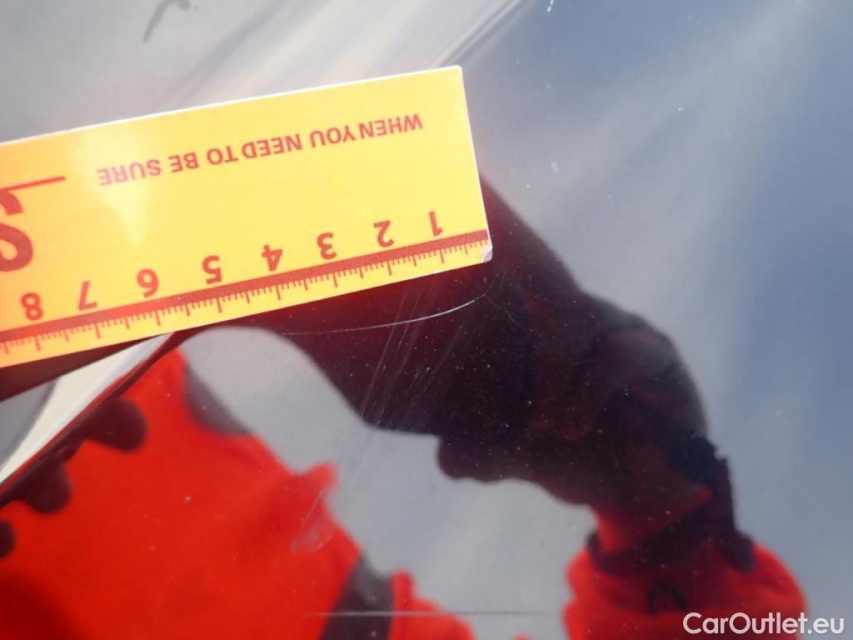 WHEN YOU NEED TO BE SURE
S
1 2 3 4 5 6 7 8
CarOutlet.eu